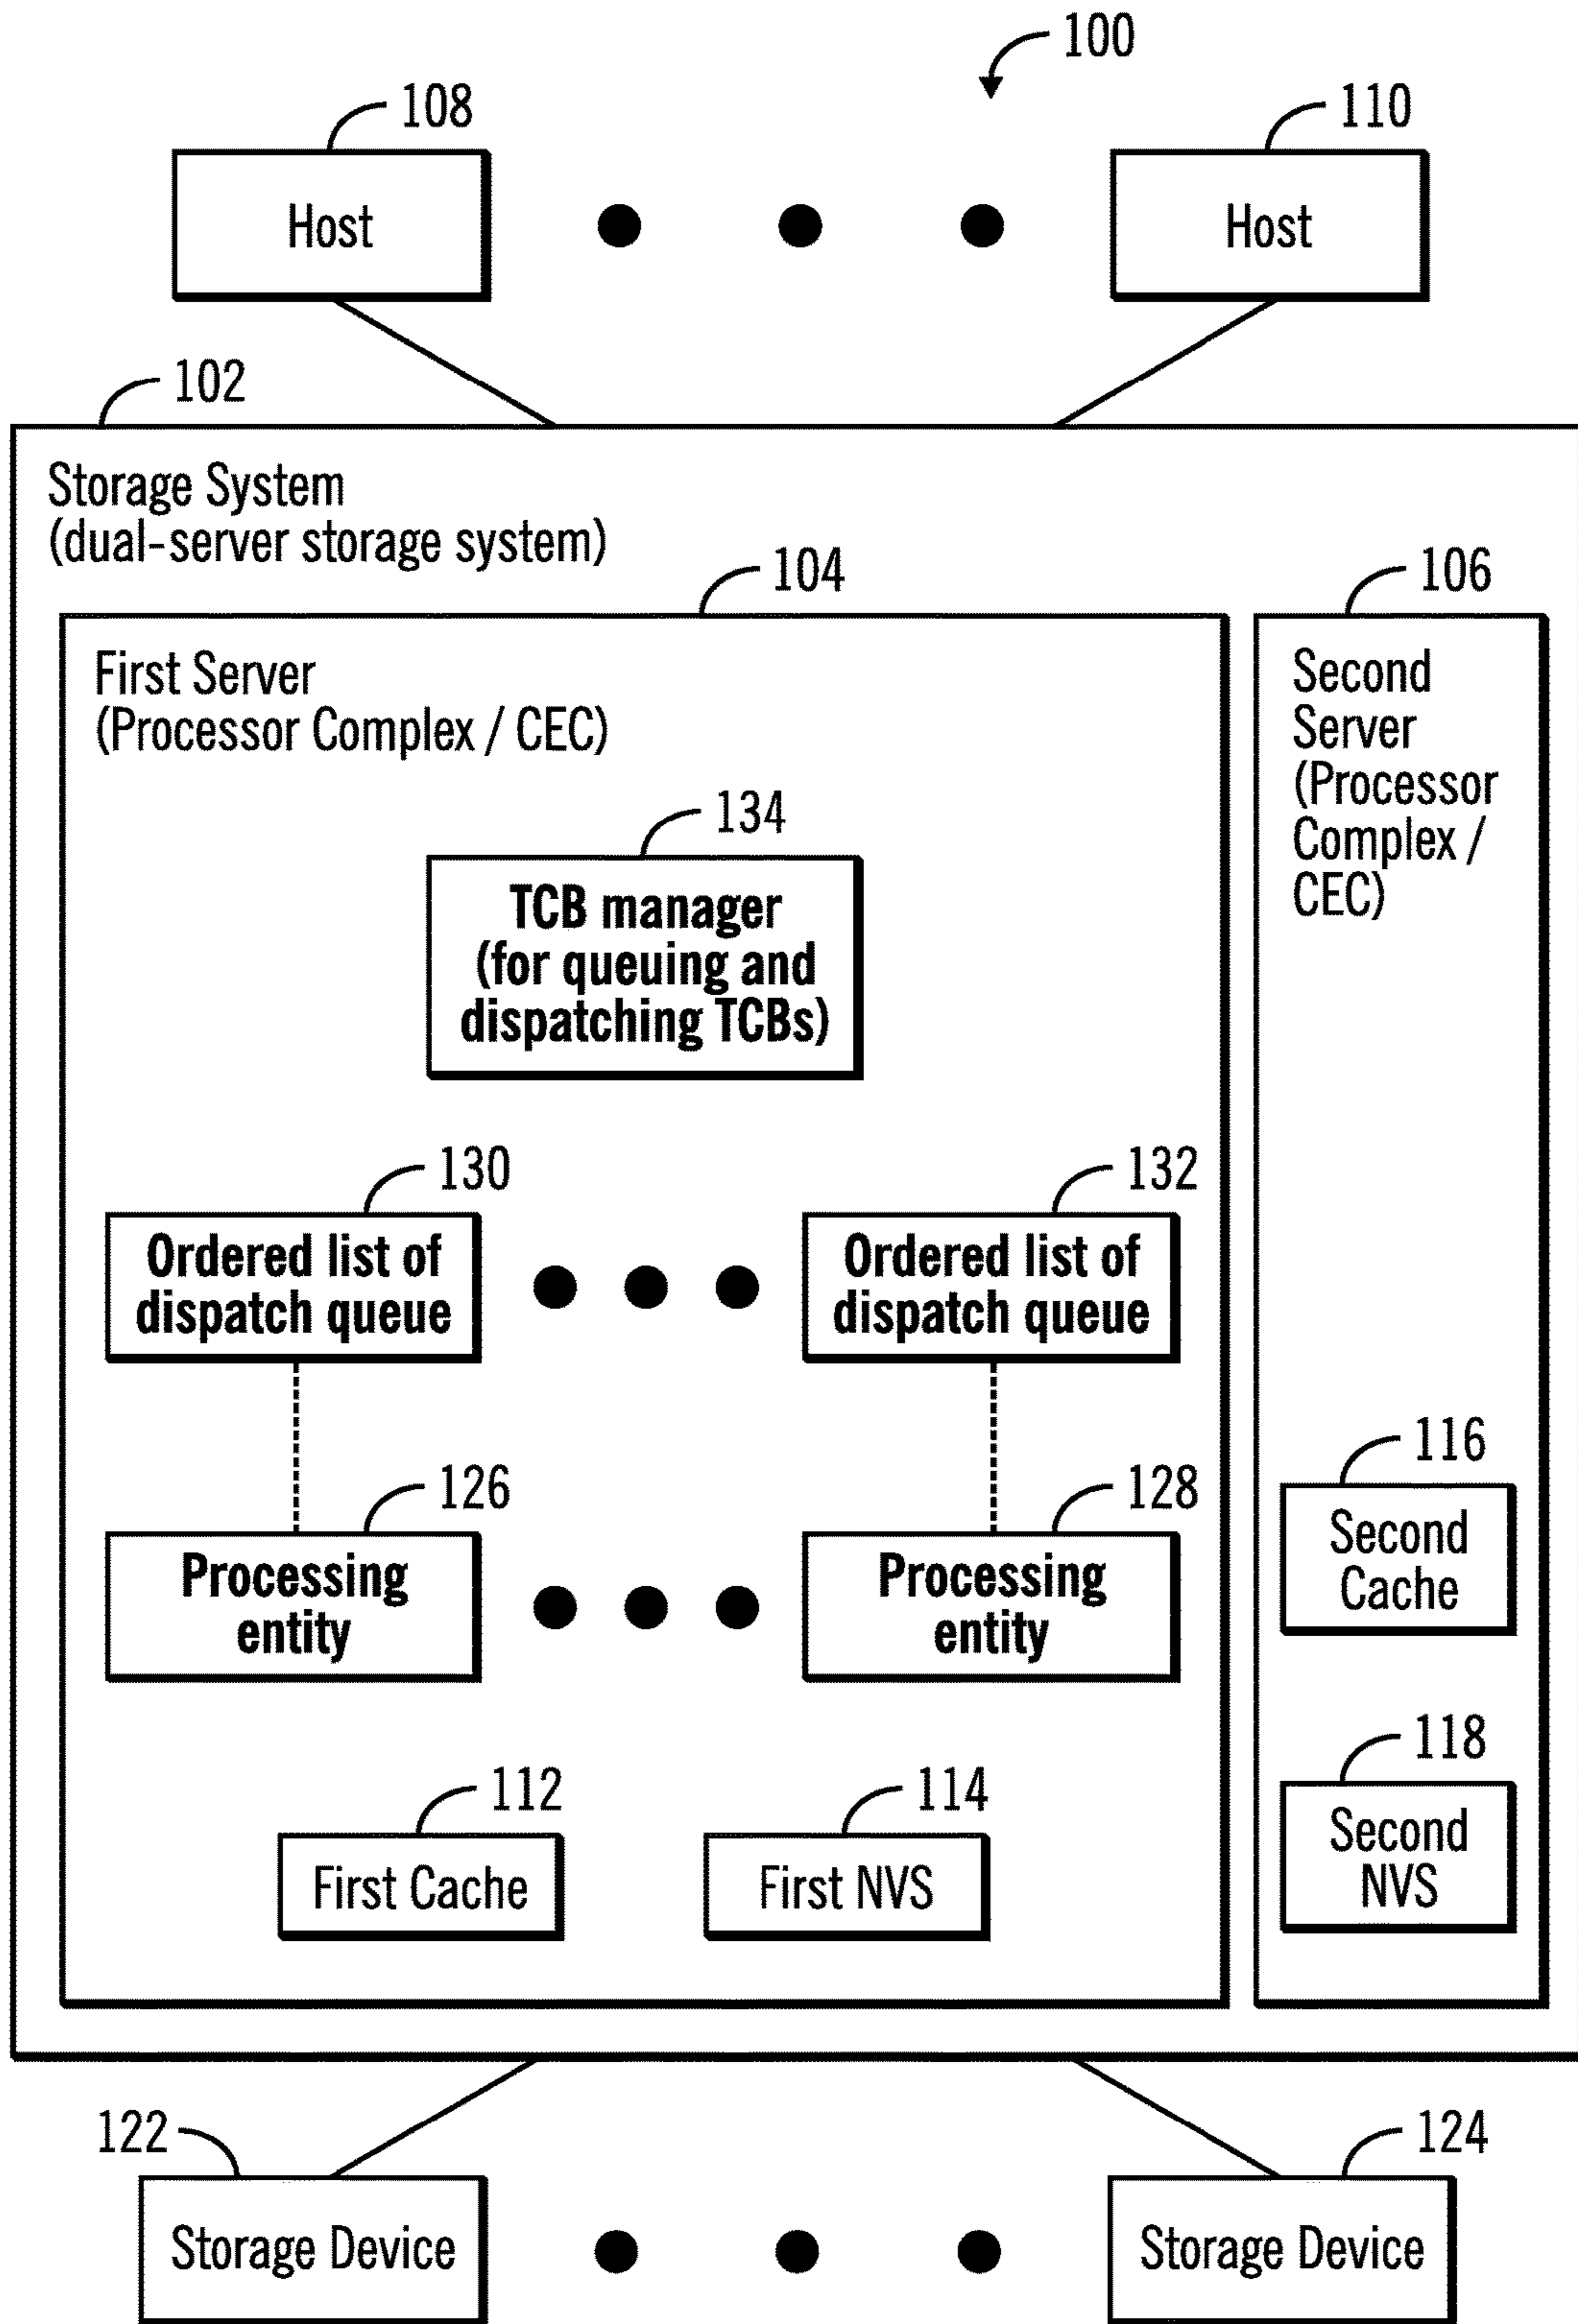 100
108
110
Host
Host
102
Storage System
(dual-server storage system)
104
106
First Server
(Processor Complex / CEC)
Second
Server
(Processor
Complex /
CEC)
134
TCB manager
(for queuing and
dispatching TCBs)
130
132
Ordered list of
dispatch queue
Ordered list of
dispatch queue
126
128
Processing
entity
Processing
entity
116
Second
Cache
112
114
First Cache
First NVS
118
Second
NVS
122
124
Storage Device
Storage Device